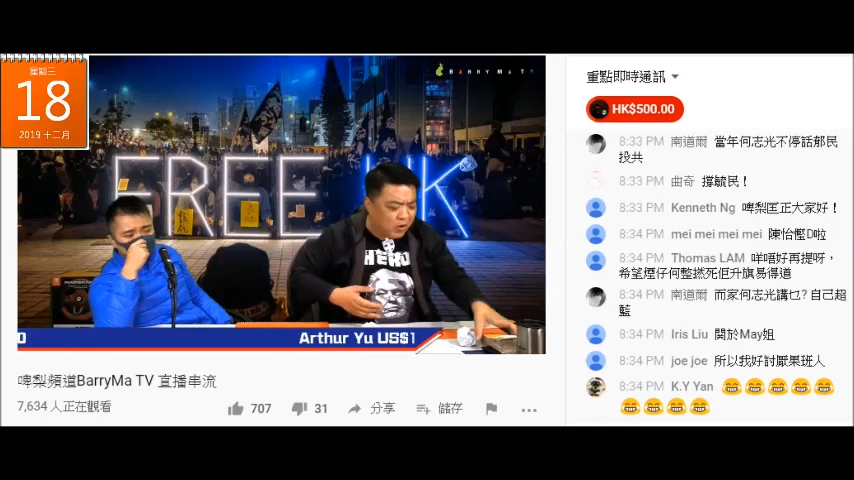 星期三
18
2019 十二月
BARRYMA TV
FREE HK
HERO
Arthur Yu US$1
啤梨頻道BarryMa TV 直播串流
7,634 人正在觀看
707
31
分享
儲存
重點即時通訊
HK$500.00
8:33 PM 南道爾 當年何志光不停話郁民
投共
8:33 PM 曲奇 撐毓民！
8:33 PM Kenneth Ng 啤梨匡正大家好！
8:34 PM mei mei mei mei 陳怡慳D啦
8:34 PM Thomas LAM 咩嘻好再提呀，
希望煙仔何整撚死佢升旗易得道
8:34 PM 南道爾 而家何志光講乜? 自己超
藍
8:34 PM Iris Liu 關於May姐
8:34 PM joe joe 所以我好討厭果班人
8:34 PM K.Y Yan 😂😂😂😂😂
😂😂😂😂